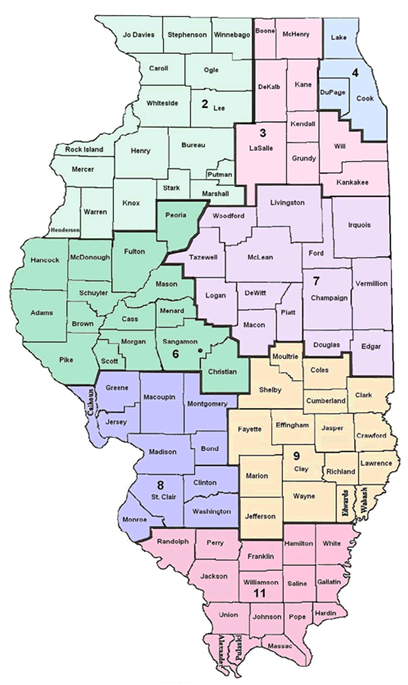 Jo Davies Stephenson Winnebago Boone McHenry Lake
Caroll Ogle DeKalb Kane DuPage 4 Cook
Whiteside 2 Lee
Kendall
Rock Island Henry Bureau 3 LaSalle Will
Mercer Grundy
Putman
Stark Kankakee
Henderson Warren Knox Marshall
Peoria Woodford Livingston
Irquois
Hancock McDonough Fulton Tazewell McLean Ford
Mason 7
Schuyler Logan DeWitt Champaign Vermillion
Adams Cass Menard Piatt
Brown Macon
Morgan Sangamon Douglas Edgar
Pike Scott 6 Moultrie
Christian Coles
Greene Shelby
Calhoun Macoupin Montgomery Cumberland Clark
Jersey Fayette Effingham Jasper
Crawford
Madison Bond 9
Clay Richland Lawrence
8 Clinton Marion
St. Clair Wayne Edwards Wabash
Washington Jefferson
Monroe
Randolph Perry Hamilton White
Franklin
Jackson Williamson Saline Gallatin
11
Union Johnson Pope Hardin
Alexander Pulaski Massac